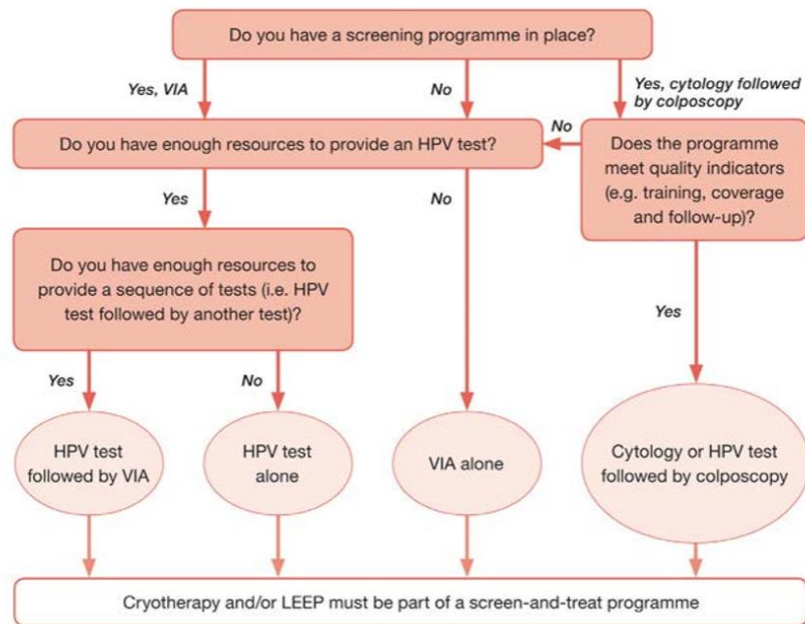 Do you have a screening programme in place?
Yes, VIA
No
Yes, cytology followed
by colposcopy
Do you have enough resources to provide an HPV test?
No
Does the programme
meet quality indicators
(e.g. training, coverage
and follow-up)?
Yes
No
Do you have enough resources to
provide a sequence of tests (i.e. HPV
test followed by another test)?
Yes
Yes
No
HPV test
followed by VIA
HPV test
alone
VIA alone
Cytology or HPV test
followed by colposcopy
Cryotherapy and/or LEEP must be part of a screen-and-treat programme